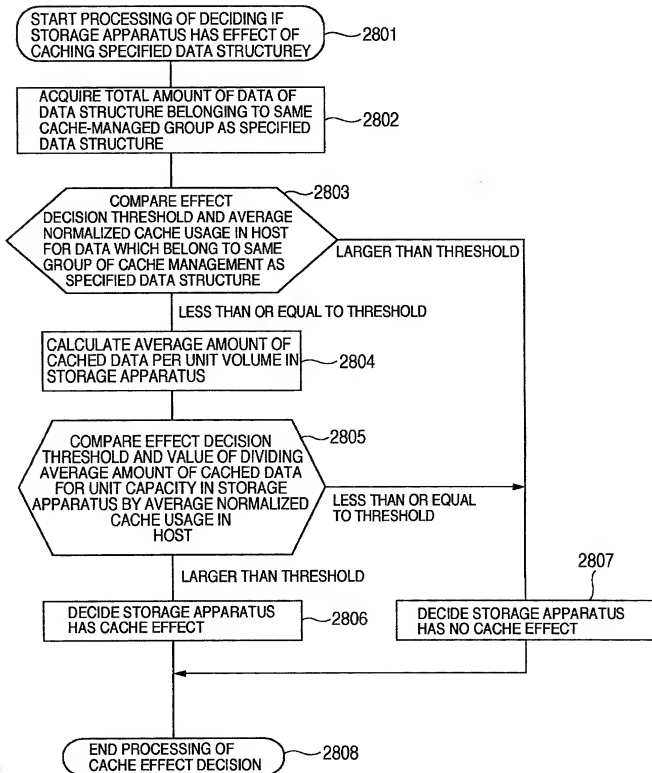 START PROCESSING OF DECIDING IF
STORAGE APPARATUS HAS EFFECT OF
CACHING SPECIFIED DATA STRUCTUREY
2801
ACQUIRE TOTAL AMOUNT OF DATA OF
DATA STRUCTURE BELONGING TO SAME
CACHE-MANAGED GROUP AS SPECIFIED
DATA STRUCTURE
2802
2803
COMPARE EFFECT
DECISION THRESHOLD AND AVERAGE
NORMALIZED CACHE USAGE IN HOST
FOR DATA WHICH BELONG TO SAME
GROUP OF CACHE MANAGEMENT AS
SPECIFIED DATA STRUCTURE
LARGER THAN THRESHOLD
LESS THAN OR EQUAL TO THRESHOLD
CALCULATE AVERAGE AMOUNT OF
CACHED DATA PER UNIT VOLUME IN
STORAGE APPARATUS
2804
2805
COMPARE EFFECT DECISION
THRESHOLD AND VALUE OF DIVIDING
AVERAGE AMOUNT OF CACHED DATA
FOR UNIT CAPACITY IN STORAGE
APPARATUS BY AVERAGE NORMALIZED
CACHE USAGE IN
HOST
LESS THAN OR EQUAL
TO THRESHOLD
LARGER THAN THRESHOLD
DECIDE STORAGE APPARATUS
HAS CACHE EFFECT
2806
2807
DECIDE STORAGE APPARATUS
HAS NO CACHE EFFECT
END PROCESSING OF
CACHE EFFECT DECISION
2808